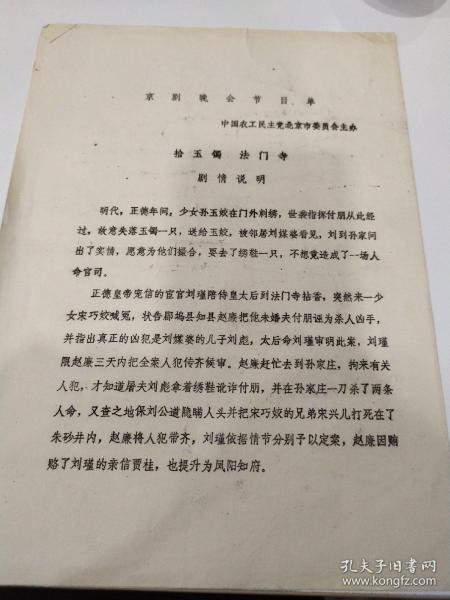 京剧晚会节目单
中国农工民主党北京市委员会主办
拾玉镯 法门寺
剧情说明
明代，正德年间，少女孙玉姣在门外刺绣，世袭指挥付朋从此经
过，故意失落玉镯一只，送给玉姣，被邻居刘媒婆看见，刘到孙家问
出了实情，愿意为他们撮合，要去了绣鞋一只，不想竟造成了一场人
命官司。
正德皇帝宠信的宦官刘瑾陪侍皇太后到法门寺拈香，突然来一少
女宋巧姣喊冤，状告郿坞县知县赵廉把他未婚夫付朋误为杀人凶手，
并指出真正的凶犯是刘媒婆的儿子刘彪，太后命刘瑾审明此案，刘瑾
限赵廉三天内把全案人犯传齐候审。赵廉赶忙去到孙家庄，拘来有关
人犯，才知道屠夫刘彪拿着绣鞋讹诈付朋，并在孙家庄一刀杀了两条
人命，又查之地保刘公道隐瞒人头并把宋巧姣的兄弟宋兴儿打死在了
朱砂井内，赵廉将人犯带齐，刘瑾依据情节分别予以定案，赵廉因贿
赂了刘瑾的亲信贾桂，也提升为凤阳知府。
孔夫子旧书网
www.kongfz.com